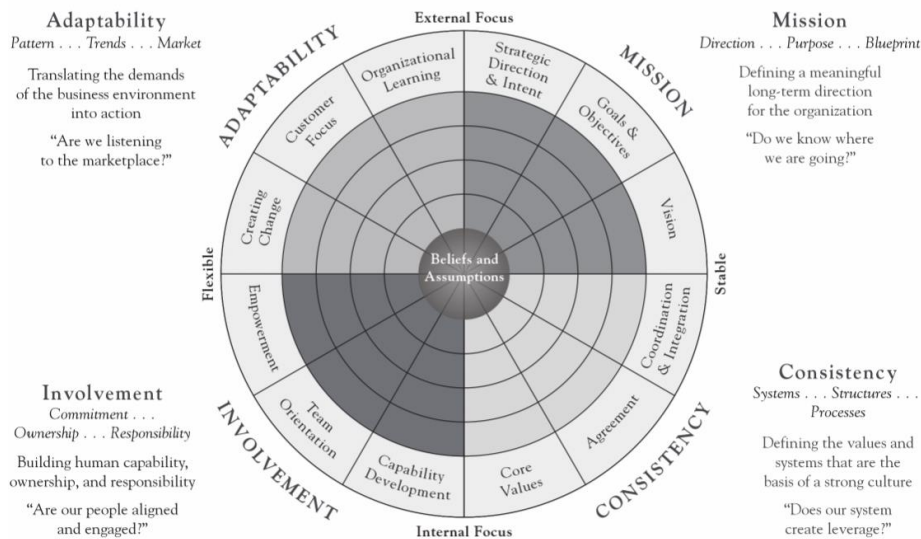 External Focus
Adaptability
Pattern . . . Trends . . . Market
Translating the demands
of the business environment
into action
“Are we listening
to the marketplace?”
Mission
Direction . . . Purpose . . . Blueprint
Defining a meaningful
long-term direction
for the organization
“Do we know where
we are going?”
ADAPTABILITY
MISSION
Organizational
Learning
Strategic
Direction
& Intent
Customer
Focus
Goals &
Objectives
Creating
Change
Vision
Flexible
Beliefs and
Assumptions
Stable
Empowerment
Coordination
& Integration
Team
Orientation
Agreement
Capability
Development
Core
Values
INVOLVEMENT
CONSISTENCY
Involvement
Commitment . . .
Ownership . . . Responsibility
Building human capability,
ownership, and responsibility
“Are our people aligned
and engaged?”
Consistency
Systems . . . Structures . . .
Processes
Defining the values and
systems that are the
basis of a strong culture
“Does our system
create leverage?”
Internal Focus